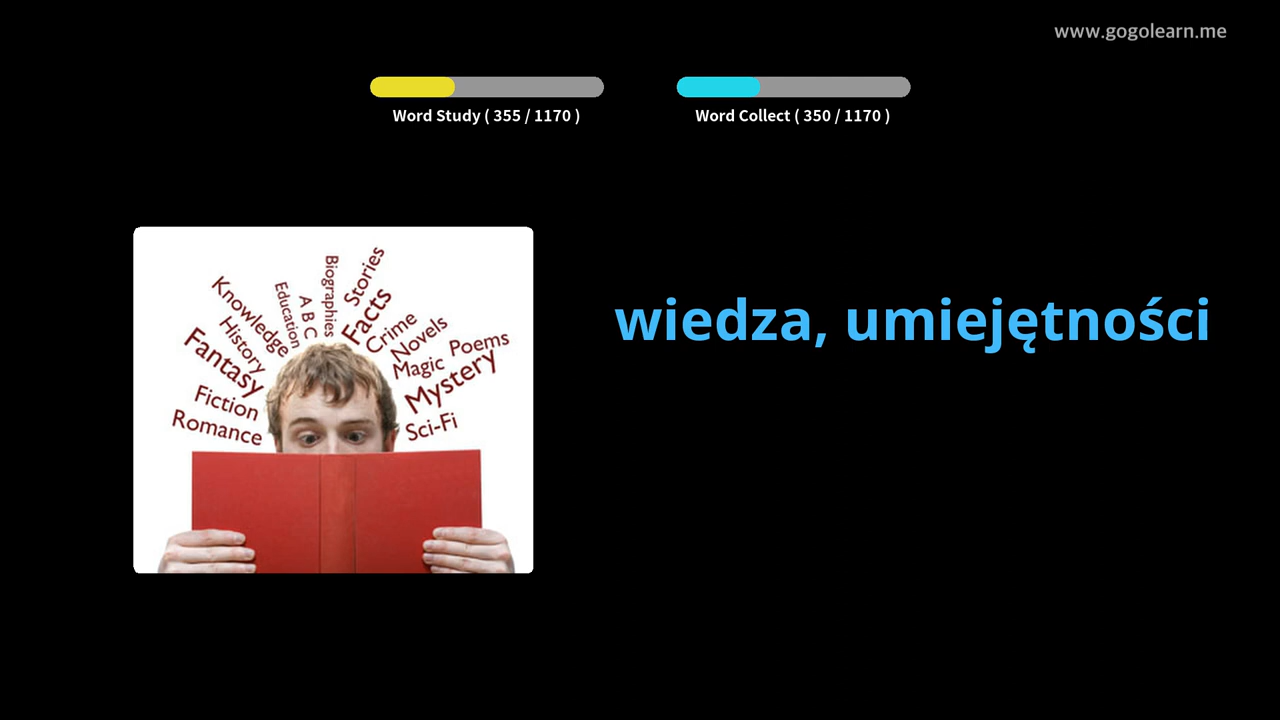 www.gogolearn.me
Word Study ( 355 / 1170 )
Word Collect ( 350 / 1170 )
wiedza, umiejętności
Romance
Fiction
Fantasy
History
Knowledge
Education
A B C
Biographies
Stories
Facts
Crime
Novels
Magic
Poems
Mystery
Sci-Fi